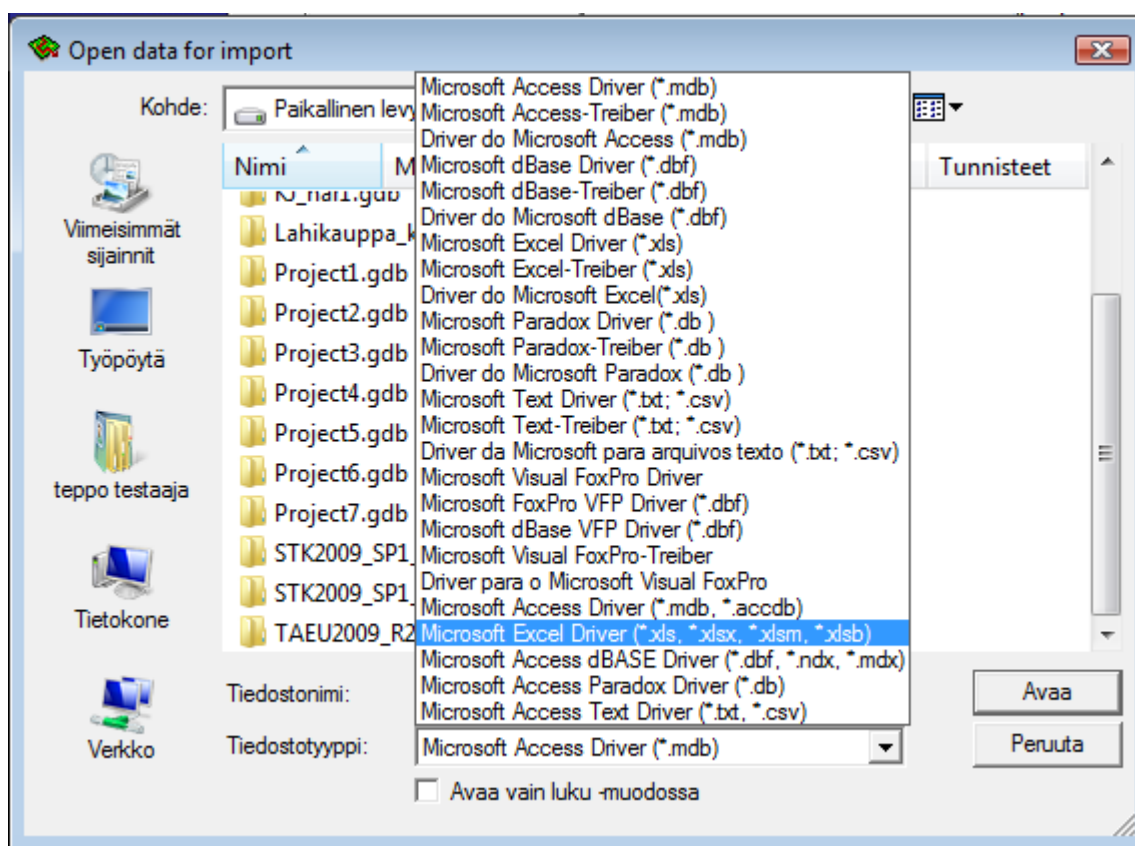 Open data for import
Kohde:
Paikallinen levy
Nimi
Tunnisteet
Viimeisimmät
sijainnit
Työpöytä
teppo testaaja
Tietokone
Verkko
KJ_har1.gdb
Lahikauppa_k
Project1.gdb
Project2.gdb
Project3.gdb
Project4.gdb
Project5.gdb
Project6.gdb
Project7.gdb
STK2009_SP1_
STK2009_SP1_
TAEU2009_R2
Microsoft Access Driver (*.mdb)
Microsoft Access-Treiber (*.mdb)
Driver do Microsoft Access (*.mdb)
Microsoft dBase Driver (*.dbf)
Microsoft dBase-Treiber (*.dbf)
Driver do Microsoft dBase (*.dbf)
Microsoft Excel Driver (*.xls)
Microsoft Excel-Treiber (*.xls)
Driver do Microsoft Excel(*.xls)
Microsoft Paradox Driver (*.db )
Microsoft Paradox-Treiber (*.db )
Driver do Microsoft Paradox (*.db )
Microsoft Text Driver (*.txt; *.csv)
Microsoft Text-Treiber (*.txt; *.csv)
Driver da Microsoft para arquivos texto (*.txt; *.csv)
Microsoft Visual FoxPro Driver
Microsoft FoxPro VFP Driver (*.dbf)
Microsoft dBase VFP Driver (*.dbf)
Microsoft Visual FoxPro-Treiber
Driver para o Microsoft Visual FoxPro
Microsoft Access Driver (*.mdb, *.accdb)
Microsoft Excel Driver (*.xls, *.xlsx, *.xlsm, *.xlsb)
Microsoft Access dBASE Driver (*.dbf, *.ndx, *.mdx)
Microsoft Access Paradox Driver (*.db)
Microsoft Access Text Driver (*.txt, *.csv)
Tiedostonimi:
Avaa
Tiedostotyyppi:
Microsoft Access Driver (*.mdb)
Peruuta
Avaa vain luku -muodossa